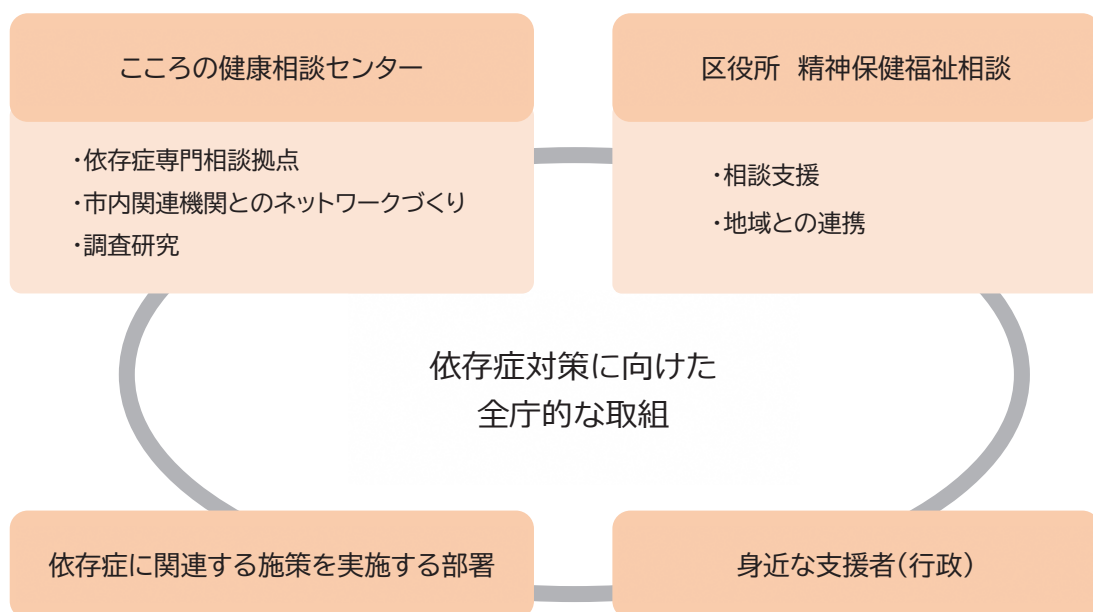 こころの健康相談センター
・依存症専門相談拠点
・市内関連機関とのネットワークづくり
・調査研究
区役所　精神保健福祉相談
・相談支援
・地域との連携
依存症対策に向けた
全庁的な取組
依存症に関連する施策を実施する部署
身近な支援者（行政）